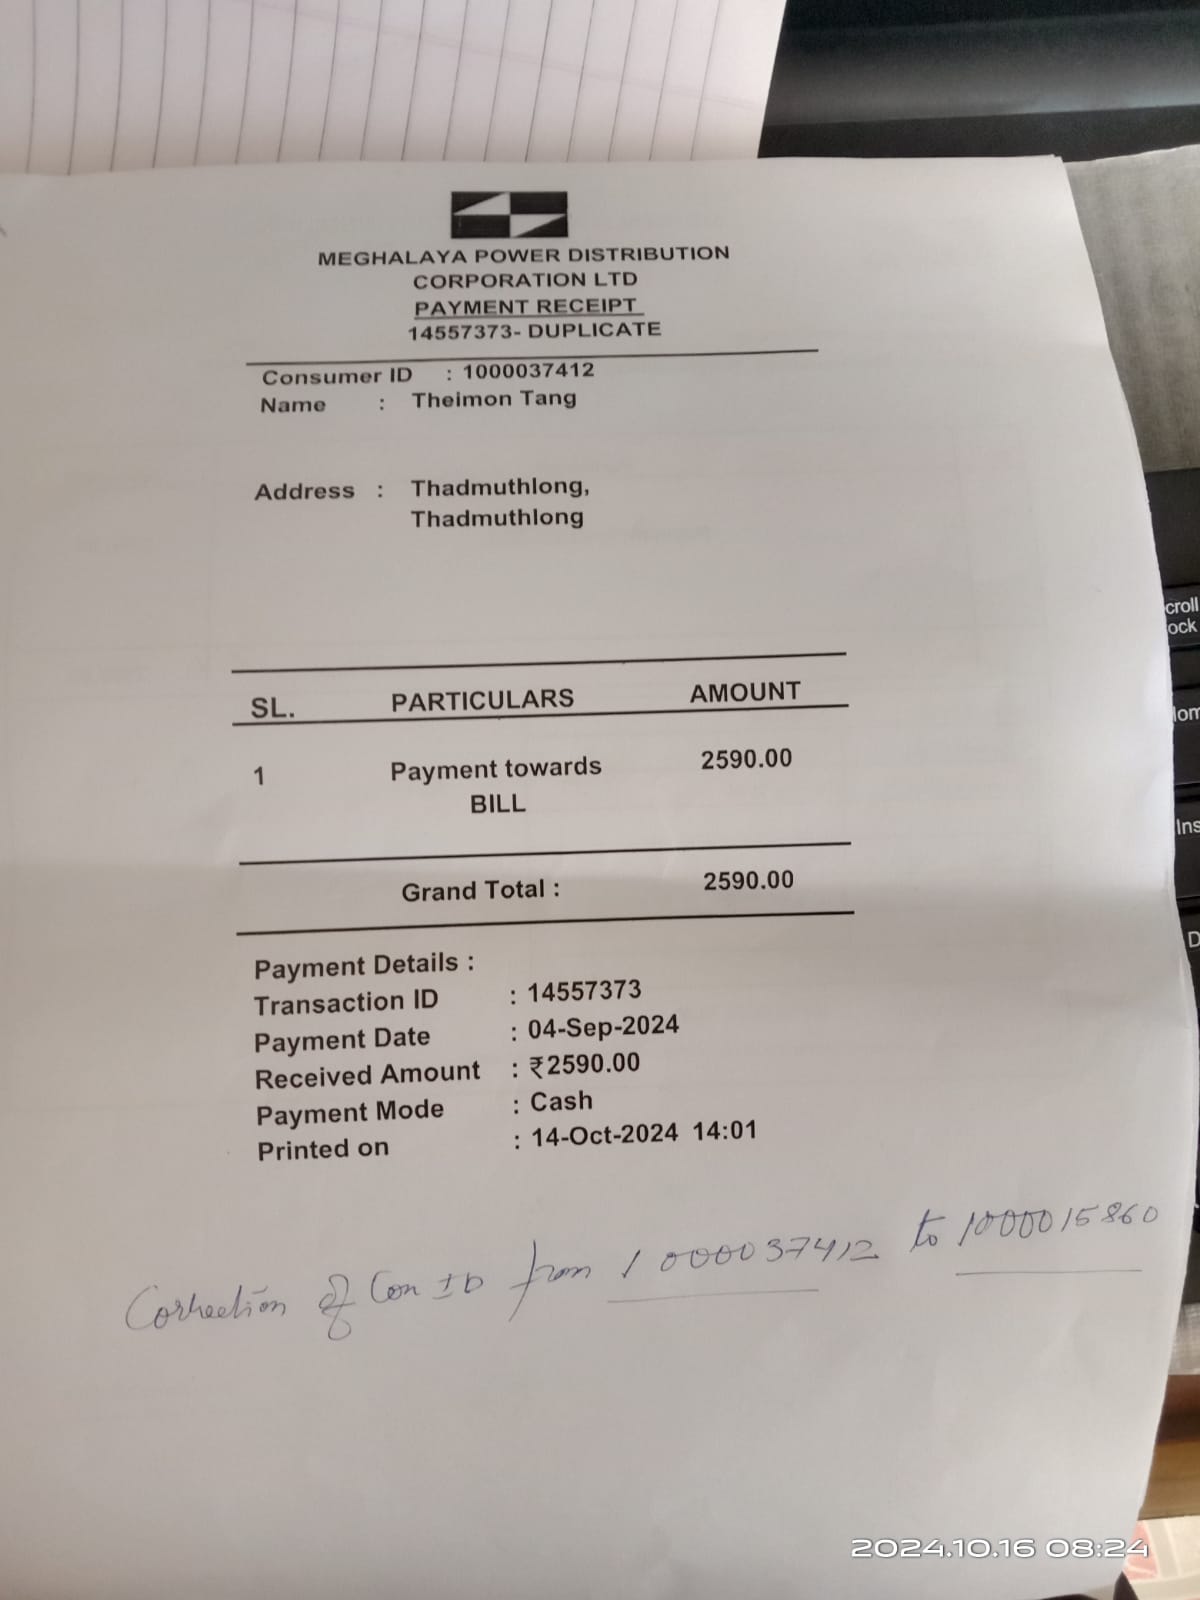 MEGHALAYA POWER DISTRIBUTION
CORPORATION LTD
PAYMENT RECEIPT
14557373- DUPLICATE
Consumer ID : 1000037412
Name : Theimon Tang
Address : Thadmuthlong,
Thadmuthlong
SL. PARTICULARS AMOUNT
1 Payment towards 2590.00
BILL
Grand Total : 2590.00
Payment Details :
Transaction ID : 14557373
Payment Date : 04-Sep-2024
Received Amount : ₹2590.00
Payment Mode : Cash
Printed on : 14-Oct-2024 14:01
Correction of Con ID from 1000037412 to 1000015860
croll
ock
Ins
D
2024.10.16 08:24